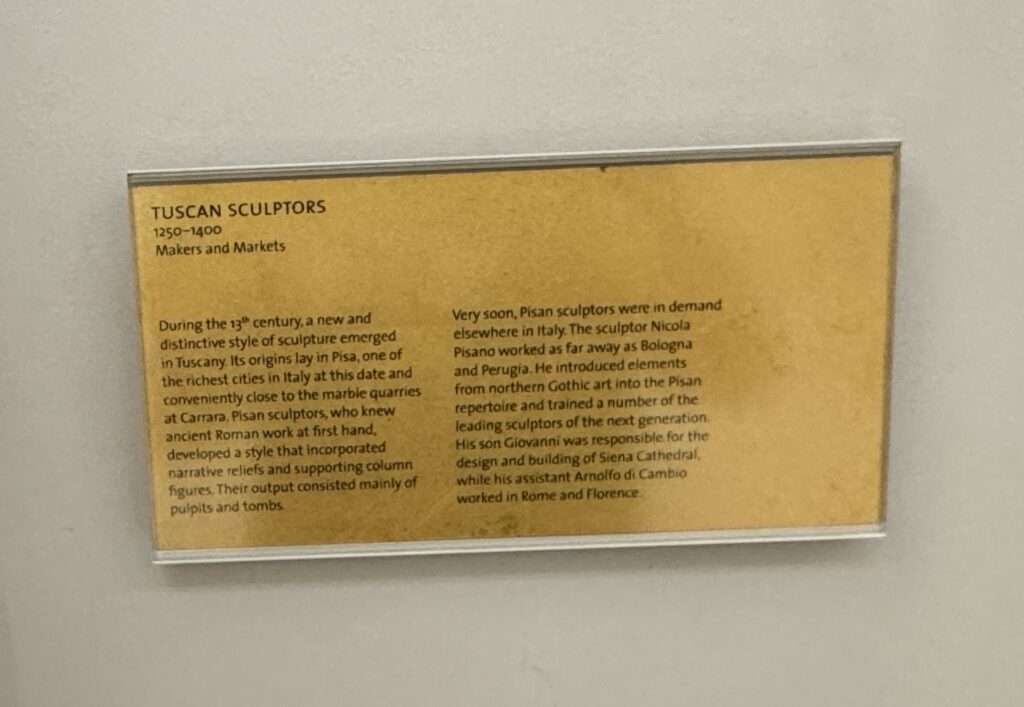 TUSCAN SCULPTORS
1250–1400
Makers and Markets
During the 13th century, a new and
distinctive style of sculpture emerged
in Tuscany. Its origins lay in Pisa, one of
the richest cities in Italy at this date and
conveniently close to the marble quarries
at Carrara. Pisan sculptors, who knew
ancient Roman work at first hand,
developed a style that incorporated
narrative reliefs and supporting column
figures. Their output consisted mainly of
pulpits and tombs.
Very soon, Pisan sculptors were in demand
elsewhere in Italy. The sculptor Nicola
Pisano worked as far away as Bologna
and Perugia. He introduced elements
from northern Gothic art into the Pisan
repertoire and trained a number of the
leading sculptors of the next generation.
His son Giovanni was responsible for the
design and building of Siena Cathedral,
while his assistant Arnolfo di Cambio
worked in Rome and Florence.